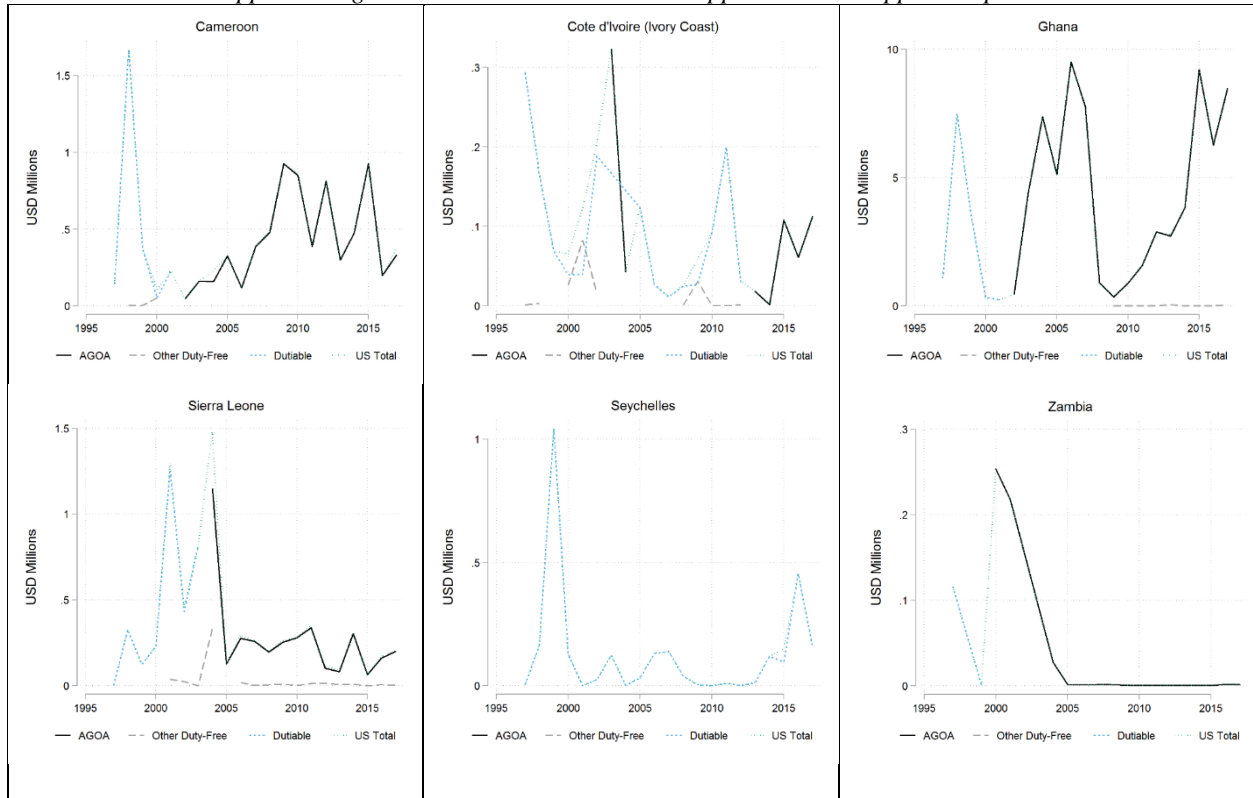 Cameroon
USD Millions
1.5
1
.5
0
1995 2000 2005 2010 2015
AGOA Other Duty-Free Dutiable US Total
Cote d'Ivoire (Ivory Coast)
USD Millions
.3
.2
.1
0
1995 2000 2005 2010 2015
AGOA Other Duty-Free Dutiable US Total
Ghana
USD Millions
10
5
0
1995 2000 2005 2010 2015
AGOA Other Duty-Free Dutiable US Total
Sierra Leone
USD Millions
1.5
1
.5
0
1995 2000 2005 2010 2015
AGOA Other Duty-Free Dutiable US Total
Seychelles
USD Millions
1
.5
0
1995 2000 2005 2010 2015
AGOA Other Duty-Free Dutiable US Total
Zambia
USD Millions
.3
.2
.1
0
1995 2000 2005 2010 2015
AGOA Other Duty-Free Dutiable US Total